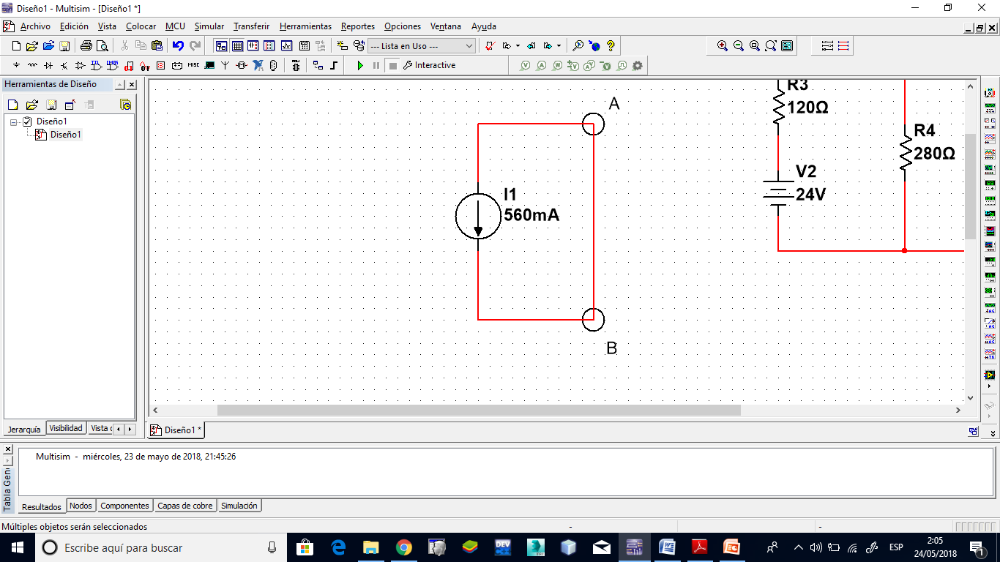 Diseño1 - Multisim - [Diseño1 *]
Archivo Edición Vista Colocar MCU Simular Transferir Herramientas Reportes Opciones Ventana Ayuda
--- Lista en Uso ---
MISC Interactive
Herramientas de Diseño
Diseño1
Diseño1
A
R3
120Ω
R4
280Ω
V2
24V
I1
560mA
B
Jerarquía Visibilidad Vista
Diseño1 *
Multisim - miércoles, 23 de mayo de 2018, 21:45:26
Tabla Gen
Resultados Nodos Componentes Capas de cobre Simulación
Múltiples objetos serán seleccionados - -
Escribe aquí para buscar
DEV
ESP
2:05
24/05/2018
1